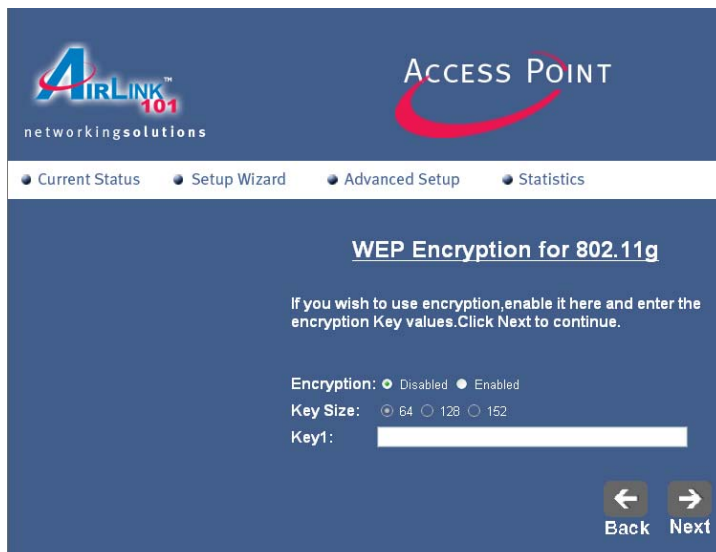 AIRLINK™
101
networkingsolutions
ACCESS POINT
Current Status Setup Wizard Advanced Setup Statistics
WEP Encryption for 802.11g
If you wish to use encryption,enable it here and enter the
encryption Key values.Click Next to continue.
Encryption: Disabled Enabled
Key Size: 64 128 152
Key1:
Back Next